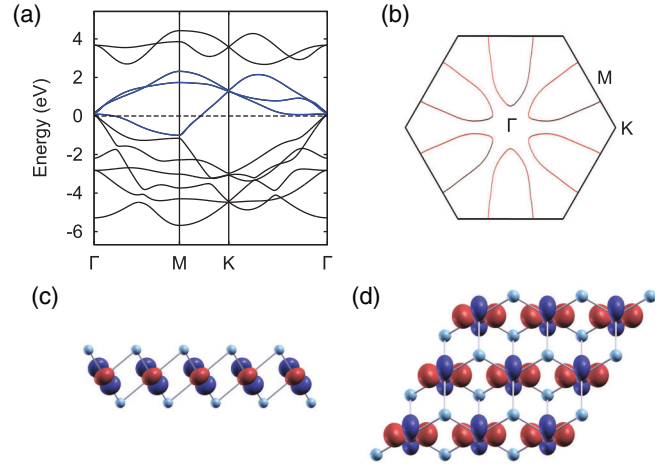 (a)
Energy (eV)
4
2
0
-2
-4
-6
Γ M K Γ
(b)
M
Γ
K
(c)
(d)